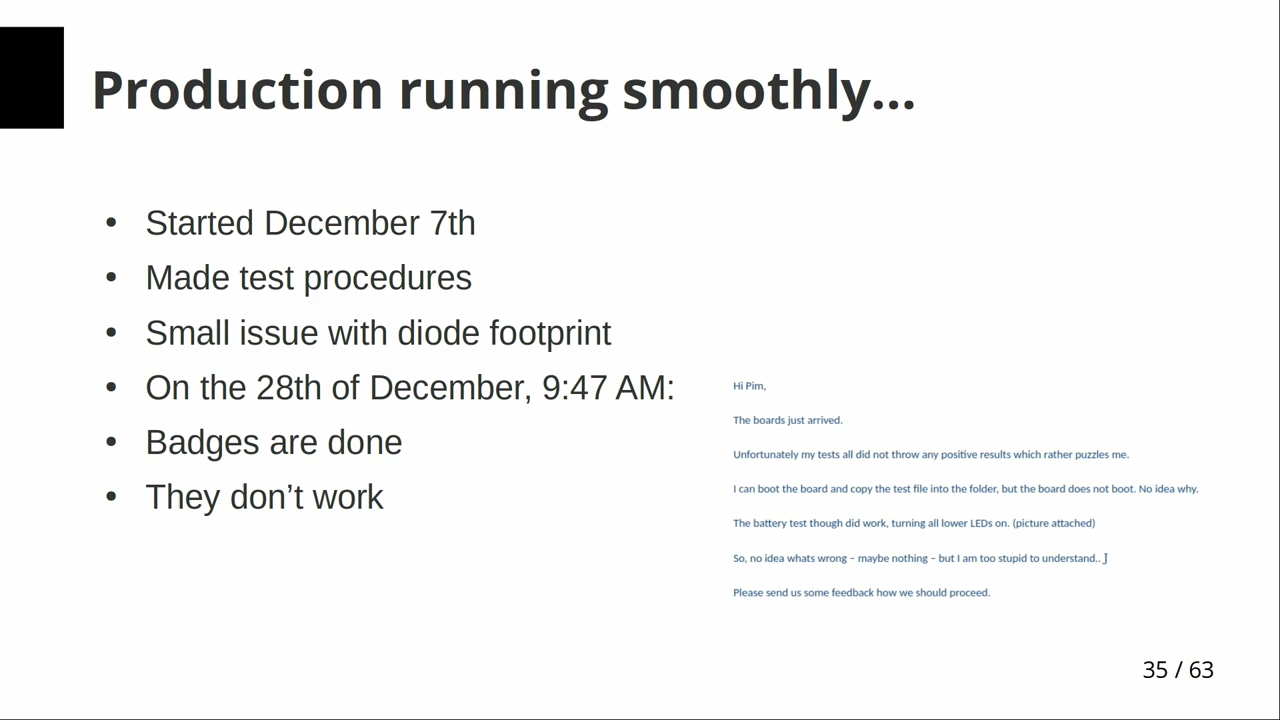 Production running smoothly...
• Started December 7th
• Made test procedures
• Small issue with diode footprint
• On the 28th of December, 9:47 AM:
• Badges are done
• They don’t work
Hi Pim,
The boards just arrived.
Unfortunately my tests all did not throw any positive results which rather puzzles me.
I can boot the board and copy the test file into the folder, but the board does not boot. No idea why.
The battery test though did work, turning all lower LEDs on. (picture attached)
So, no idea whats wrong – maybe nothing – but I am too stupid to understand.. J
Please send us some feedback how we should proceed.
35 / 63